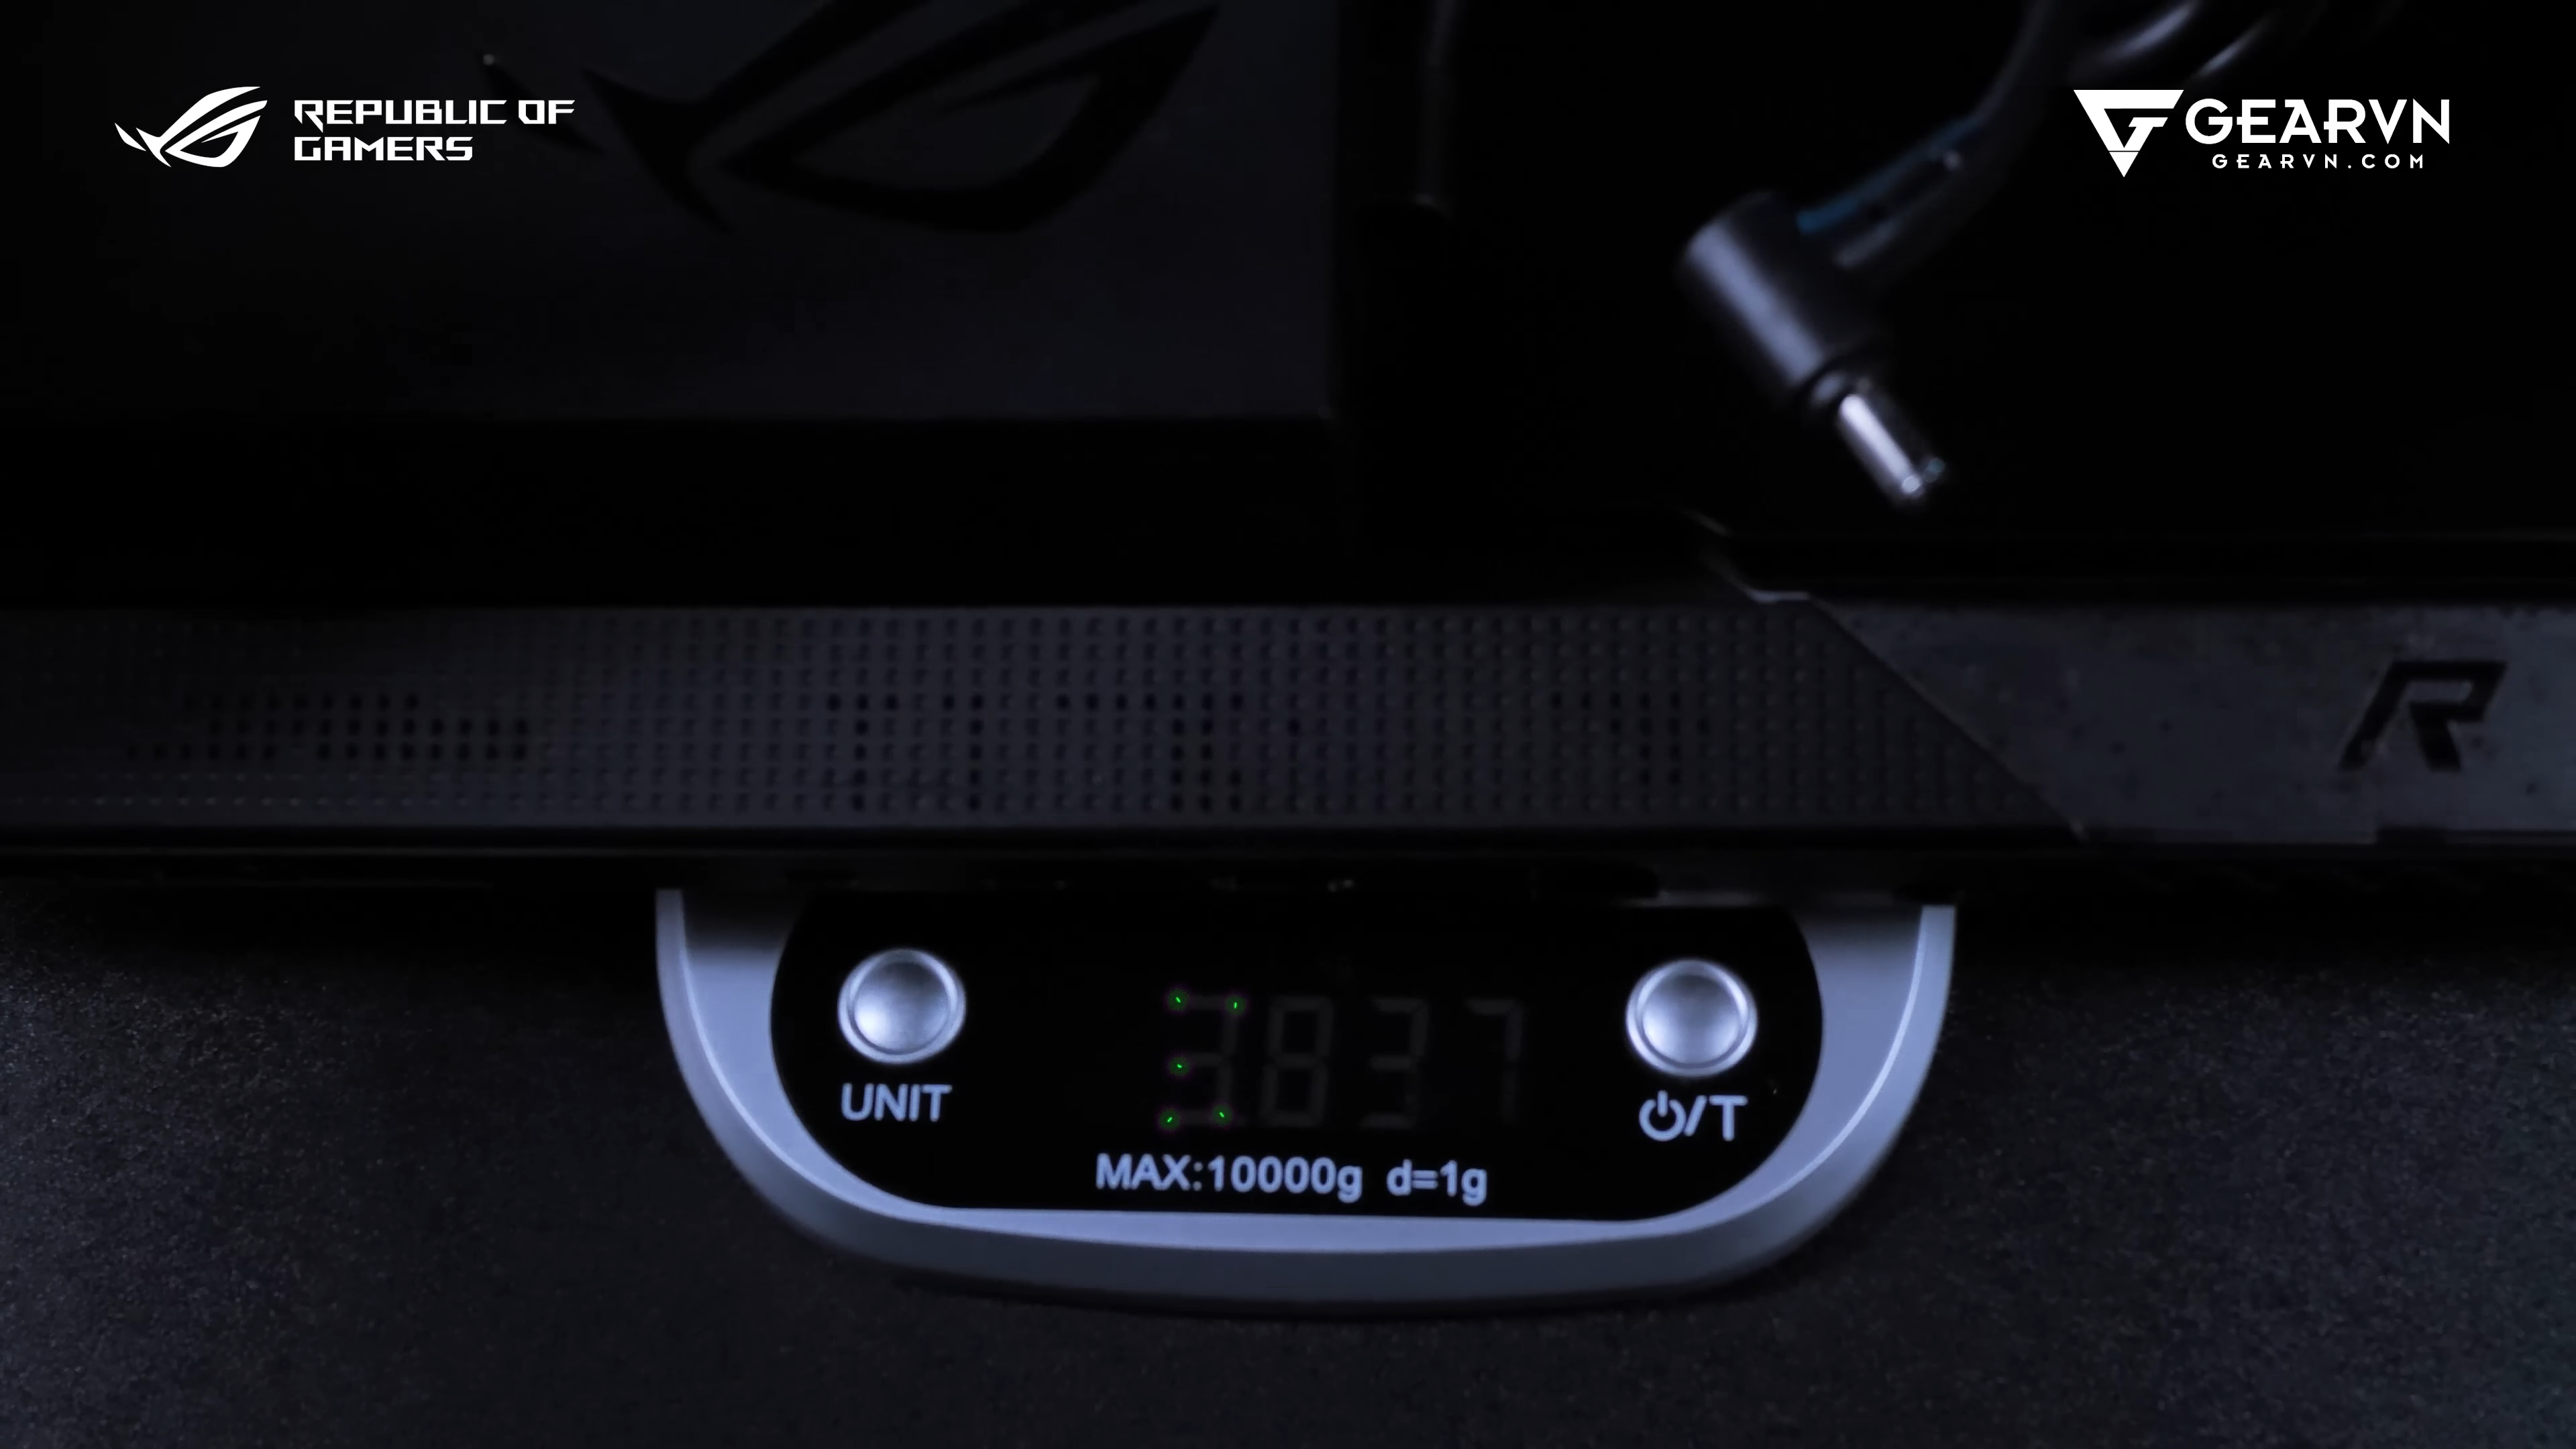 REPUBLIC OF
GAMERS
GEARVN
GEARVN.COM
R
3837
UNIT
/T
MAX:10000g d=1g